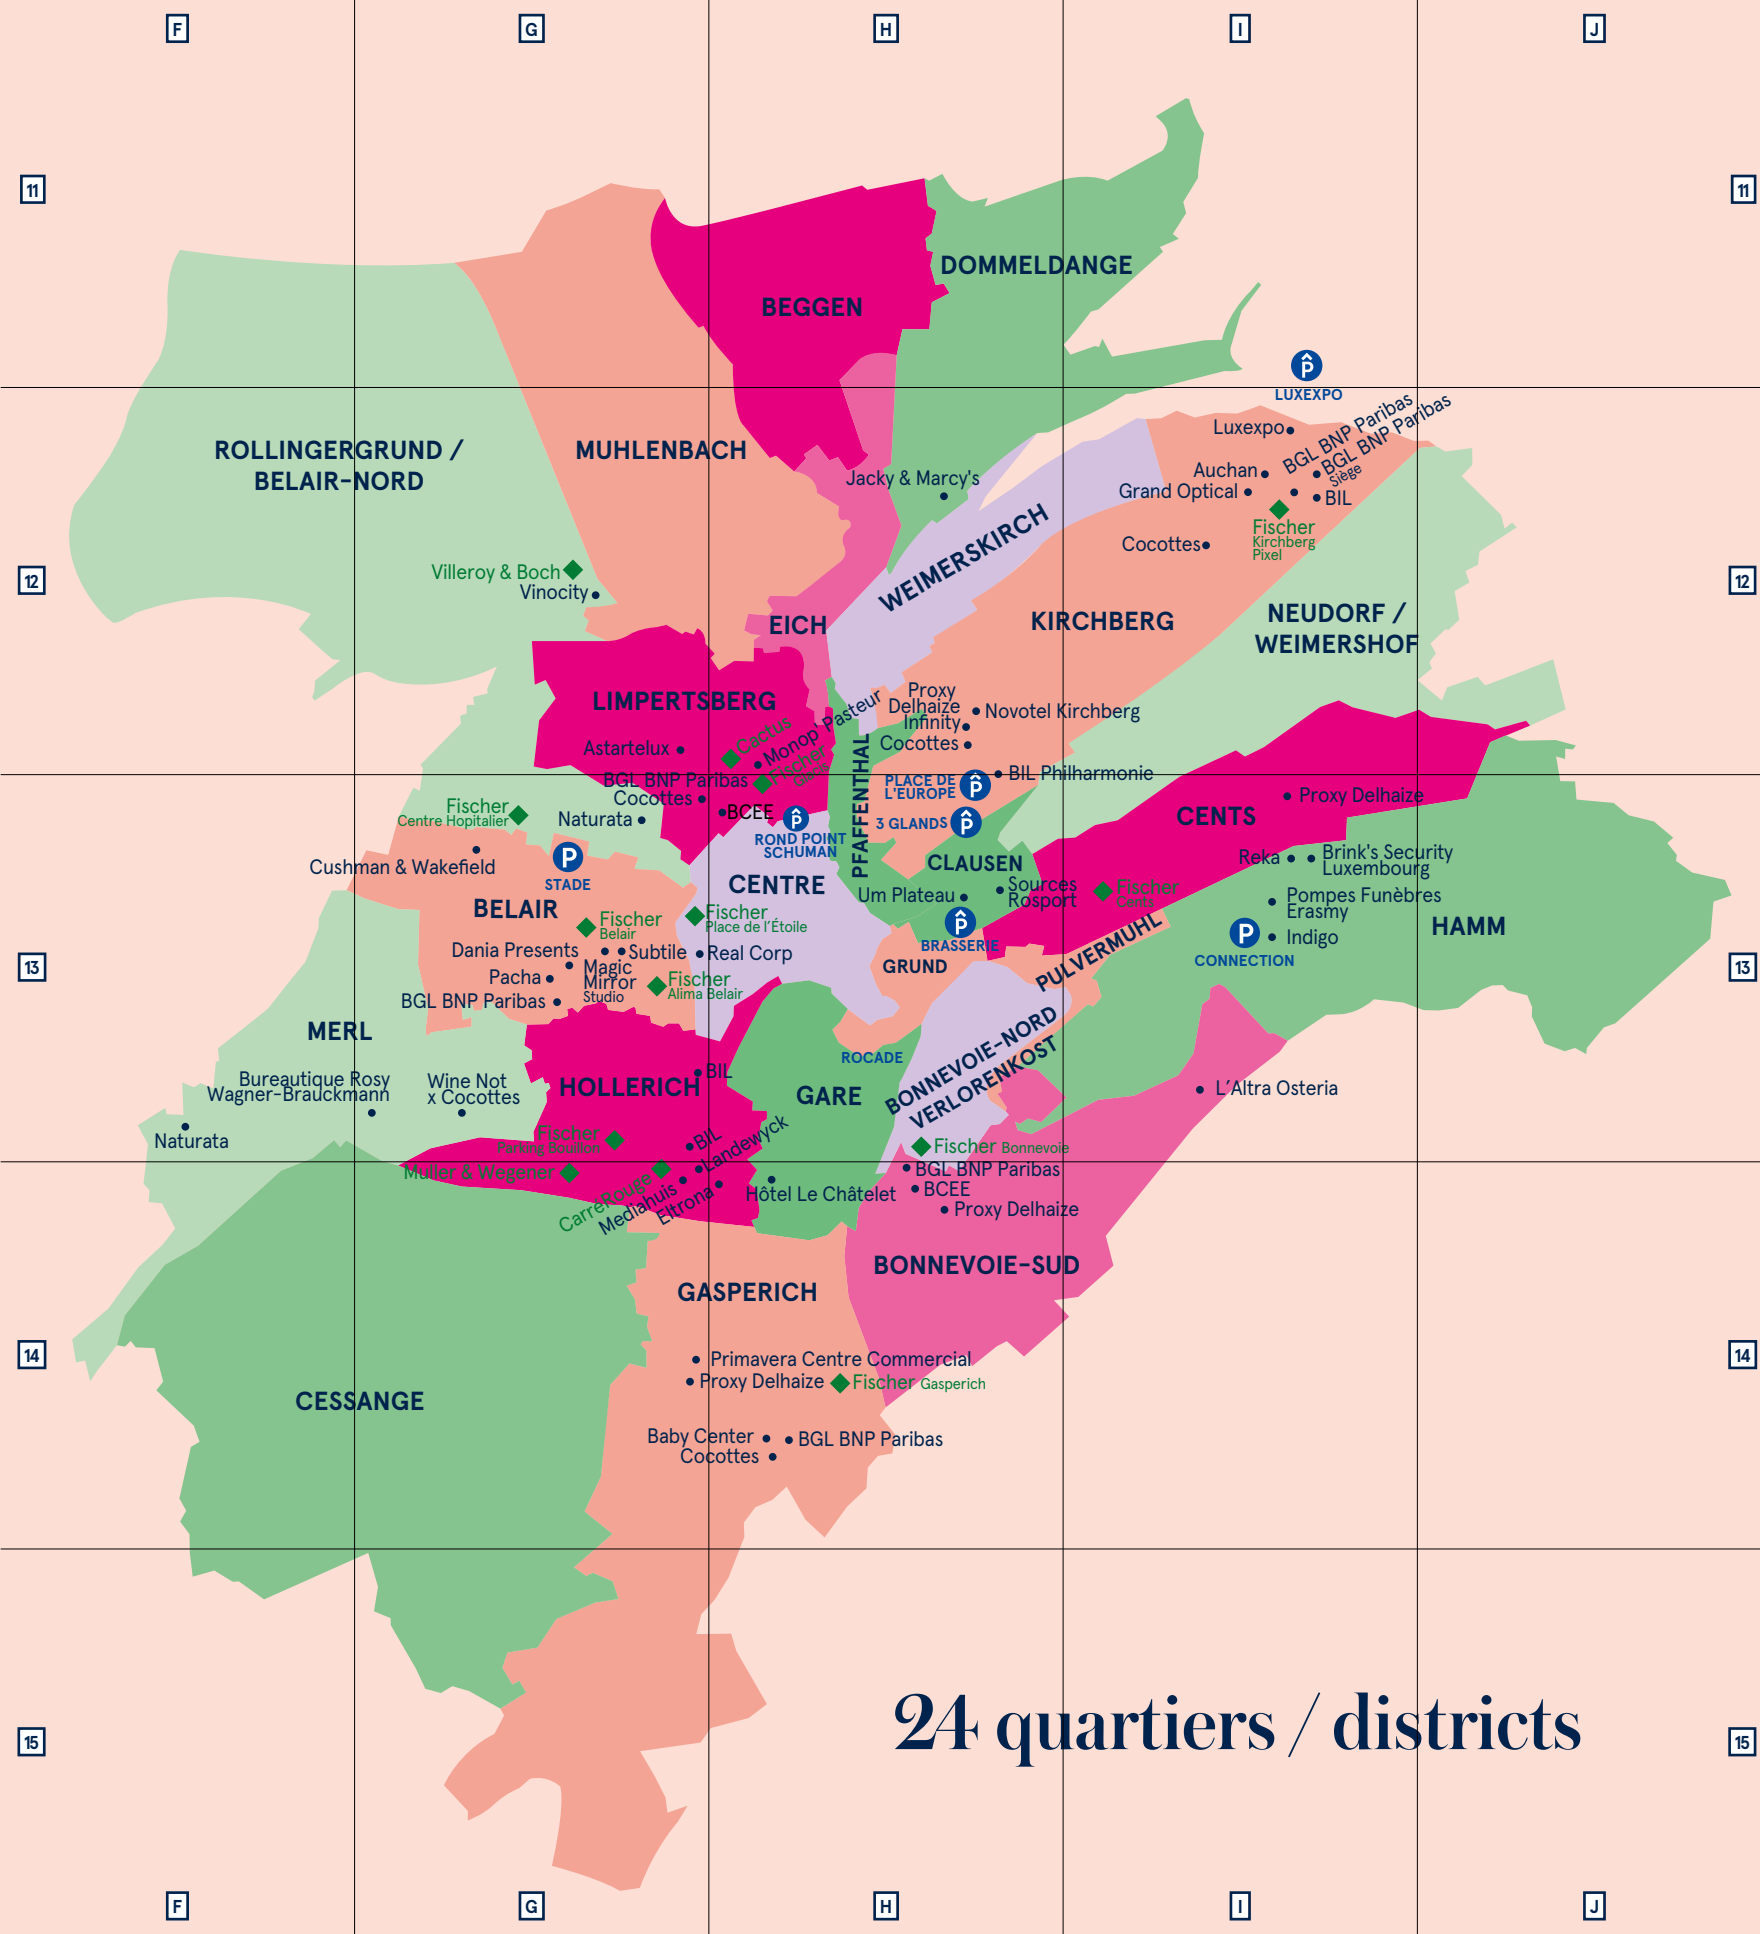 F
G
H
I
J
11
11
DOMMELDANGE
BEGGEN
LUXEXPO
Luxexpo
BGL BNP Paribas
BGL BNP Paribas
Siège
ROLLINGERGRUND /
BELAIR-NORD
MUHLENBACH
Auchan
Grand Optical
BIL
Jacky & Marcy's
Fischer
Kirchberg
Pixel
Cocottes
WEIMERSKIRCH
12
12
Villeroy & Boch
Vinocity
EICH
KIRCHBERG
NEUDORF /
WEIMERSHOF
LIMPERTSBERG
Proxy
Delhaize
Infinity
Novotel Kirchberg
Cocottes
Astartelux
Cactus
Monop' Pasteur
Fischer
Glacis
BGL BNP Paribas
Cocottes
BCEE
PFAFFENTHAL
PLACE DE
L'EUROPE
BIL Philharmonie
3 GLANDS
CENTS
Proxy Delhaize
Fischer
Centre Hopitalier
Naturata
P
ROND POINT
SCHUMAN
Cushman & Wakefield
P
STADE
CENTRE
CLAUSEN
Um Plateau
Sources
Rosport
Fischer
Cents
Reka
Brink's Security
Luxembourg
Pompes Funèbres
Erasmy
P
CONNECTION
Indigo
HAMM
BELAIR
Fischer
Belair
Fischer
Place de l'Étoile
P
BRASSERIE
Dania Presents
Subtile
Real Corp
GRUND
PULVERMUHL
13
13
Pacha
Magic
Mirror
Studio
Fischer
Alima Belair
BGL BNP Paribas
MERL
ROCADE
BONNEVOIE-NORD
VERLORENKOST
Bureautique Rosy
Wagner-Brauckmann
Wine Not
x Cocottes
HOLLERICH
BIL
GARE
L'Altra Osteria
Naturata
Fischer
Parking Bouillon
BIL
Landewyck
Fischer Bonnevoie
Muller & Wegener
Carré Rouge
Mediahuis
Eltrona
Hôtel Le Châtelet
BGL BNP Paribas
BCEE
Proxy Delhaize
BONNEVOIE-SUD
GASPERICH
14
14
Primavera Centre Commercial
Proxy Delhaize
Fischer Gasperich
CESSANGE
Baby Center
BGL BNP Paribas
Cocottes
24 quartiers / districts
15
15
F
G
H
I
J